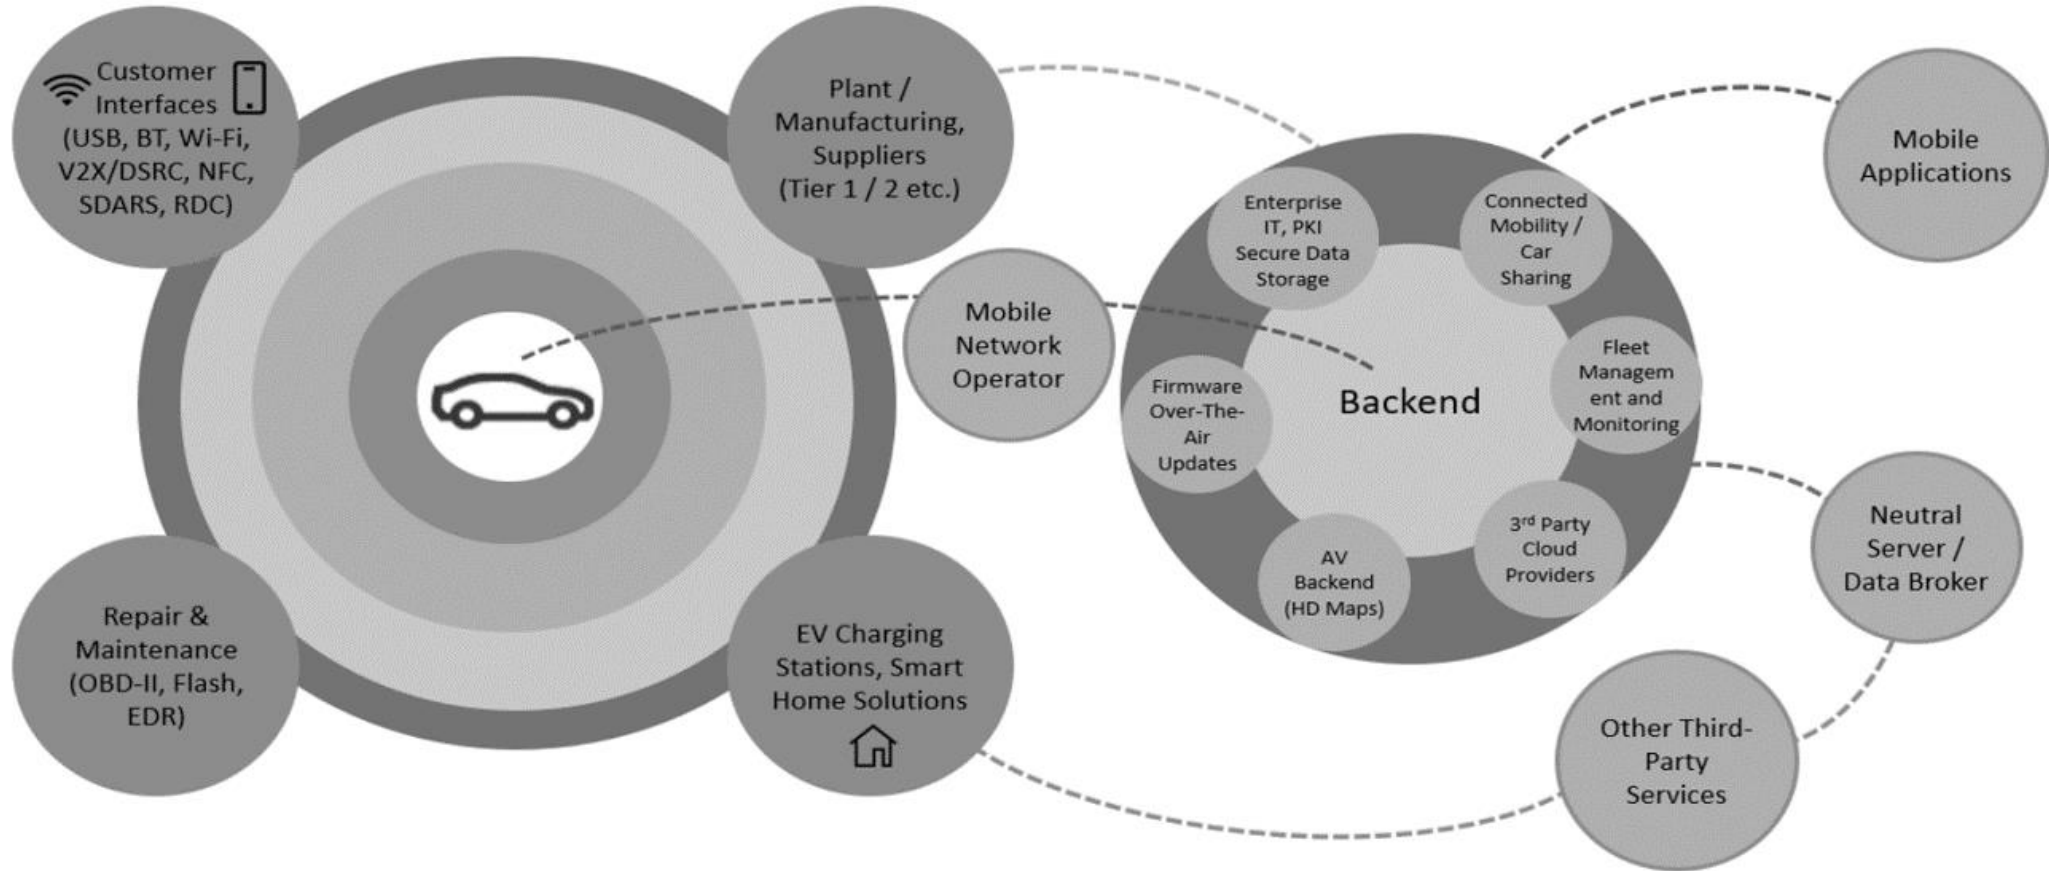 Customer
Interfaces
(USB, BT, Wi-Fi,
V2X/DSRC, NFC,
SDARS, RDC)
Plant /
Manufacturing,
Suppliers
(Tier 1 / 2 etc.)
Repair &
Maintenance
(OBD-II, Flash,
EDR)
EV Charging
Stations, Smart
Home Solutions
Mobile
Network
Operator
Backend
Enterprise
IT, PKI
Secure Data
Storage
Connected
Mobility /
Car
Sharing
Fleet
Managem
ent and
Monitoring
3rd Party
Cloud
Providers
AV
Backend
(HD Maps)
Firmware
Over-The-
Air
Updates
Mobile
Applications
Neutral
Server /
Data Broker
Other Third-
Party
Services